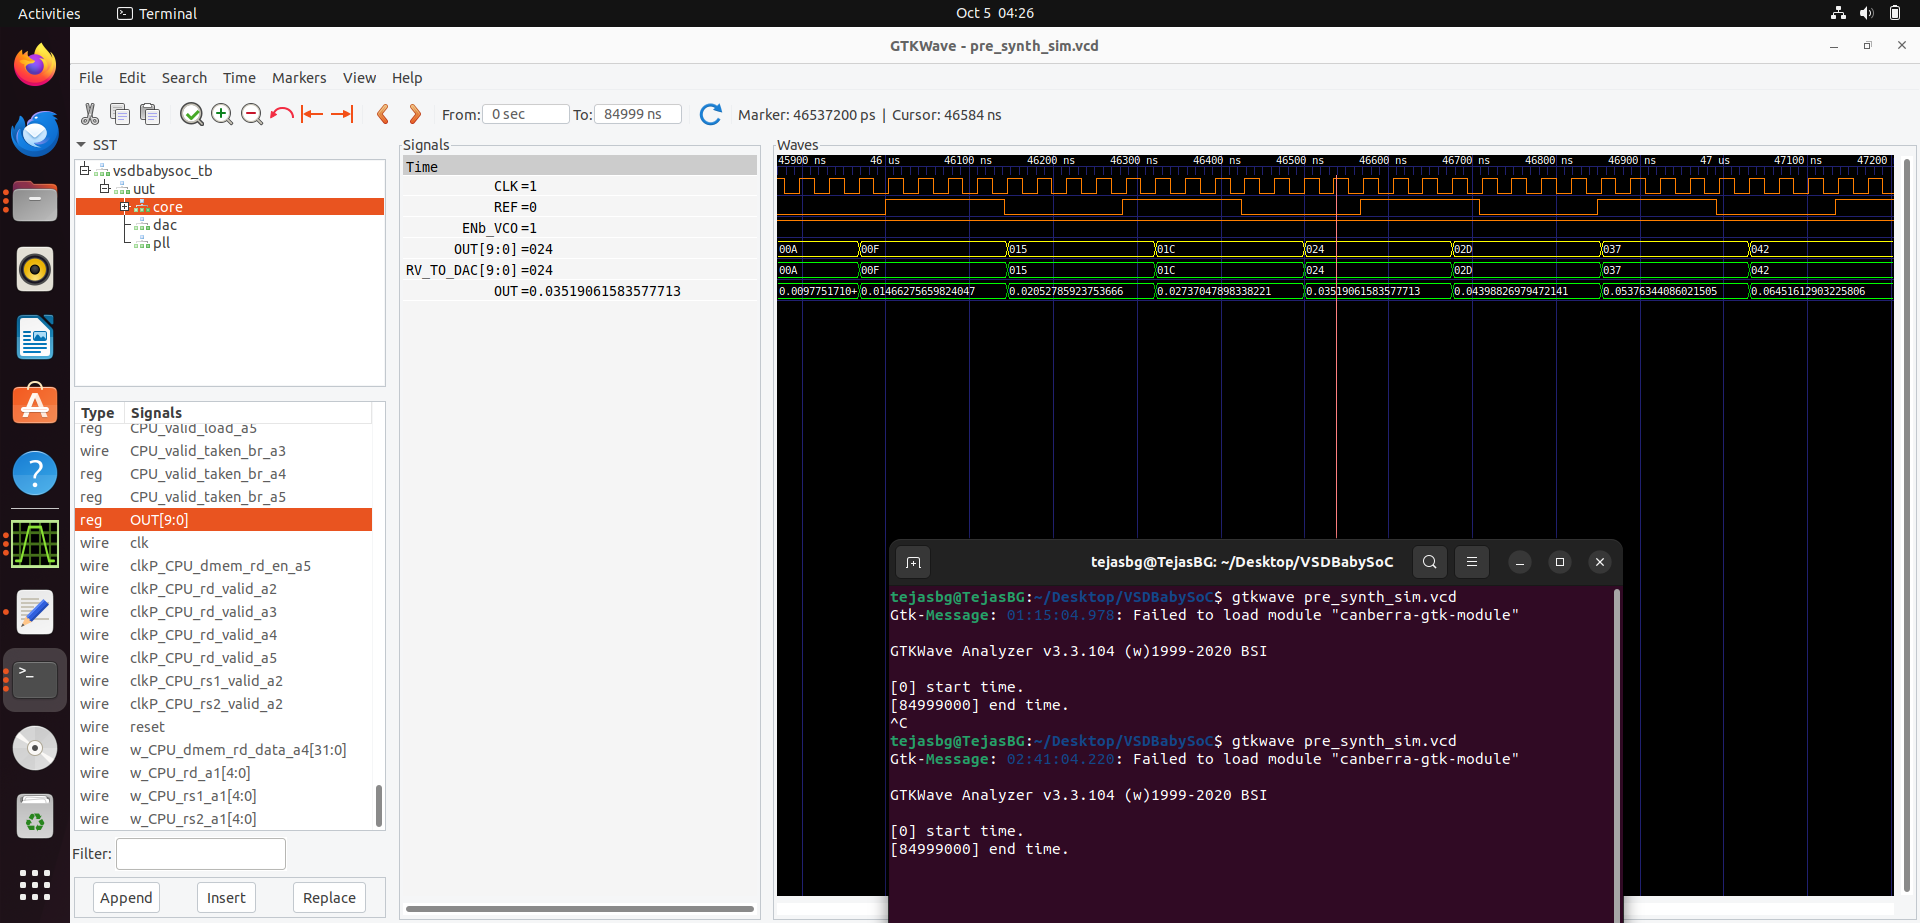 Activities Terminal Oct 5 04:26
GTKWave - pre_synth_sim.vcd
File Edit Search Time Markers View Help
From: 0 sec To: 84999 ns Marker: 46537200 ps | Cursor: 46584 ns
SST
vsdbabysoc_tb
uut
core
dac
pll
Type Signals
reg CPU_valid_load_a5
wire CPU_valid_taken_br_a3
reg CPU_valid_taken_br_a4
reg CPU_valid_taken_br_a5
reg OUT[9:0]
wire clk
wire clkP_CPU_dmem_rd_en_a5
wire clkP_CPU_rd_valid_a2
wire clkP_CPU_rd_valid_a3
wire clkP_CPU_rd_valid_a4
wire clkP_CPU_rd_valid_a5
wire clkP_CPU_rs1_valid_a2
wire clkP_CPU_rs2_valid_a2
wire reset
wire w_CPU_dmem_rd_data_a4[31:0]
wire w_CPU_rd_a1[4:0]
wire w_CPU_rs1_a1[4:0]
wire w_CPU_rs2_a1[4:0]
Filter:
Append Insert Replace
Signals
Time
CLK=1
REF=0
ENb_VCO=1
OUT[9:0]=024
RV_TO_DAC[9:0]=024
OUT=0.03519061583577713
Waves
45900 ns 46 us 46100 ns 46200 ns 46300 ns 46400 ns 46500 ns 46600 ns 46700 ns 46800 ns 46900 ns 47 us 47100 ns 47200
00A 00F 015 01C 024 02D 037 042
00A 00F 015 01C 024 02D 037 042
0.0097751710+ 0.01466275659824047 0.02052785923753666 0.02737047898338221 0.03519061583577713 0.04398826979472141 0.05376344086021505 0.06451612903225806
tejasbg@TejasBG: ~/Desktop/VSDBabySoC
tejasbg@TejasBG:~/Desktop/VSDBabySoC$ gtkwave pre_synth_sim.vcd
Gtk-Message: 01:15:04.978: Failed to load module "canberra-gtk-module"
GTKWave Analyzer v3.3.104 (w)1999-2020 BSI
[0] start time.
[84999000] end time.
^C
tejasbg@TejasBG:~/Desktop/VSDBabySoC$ gtkwave pre_synth_sim.vcd
Gtk-Message: 02:41:04.220: Failed to load module "canberra-gtk-module"
GTKWave Analyzer v3.3.104 (w)1999-2020 BSI
[0] start time.
[84999000] end time.